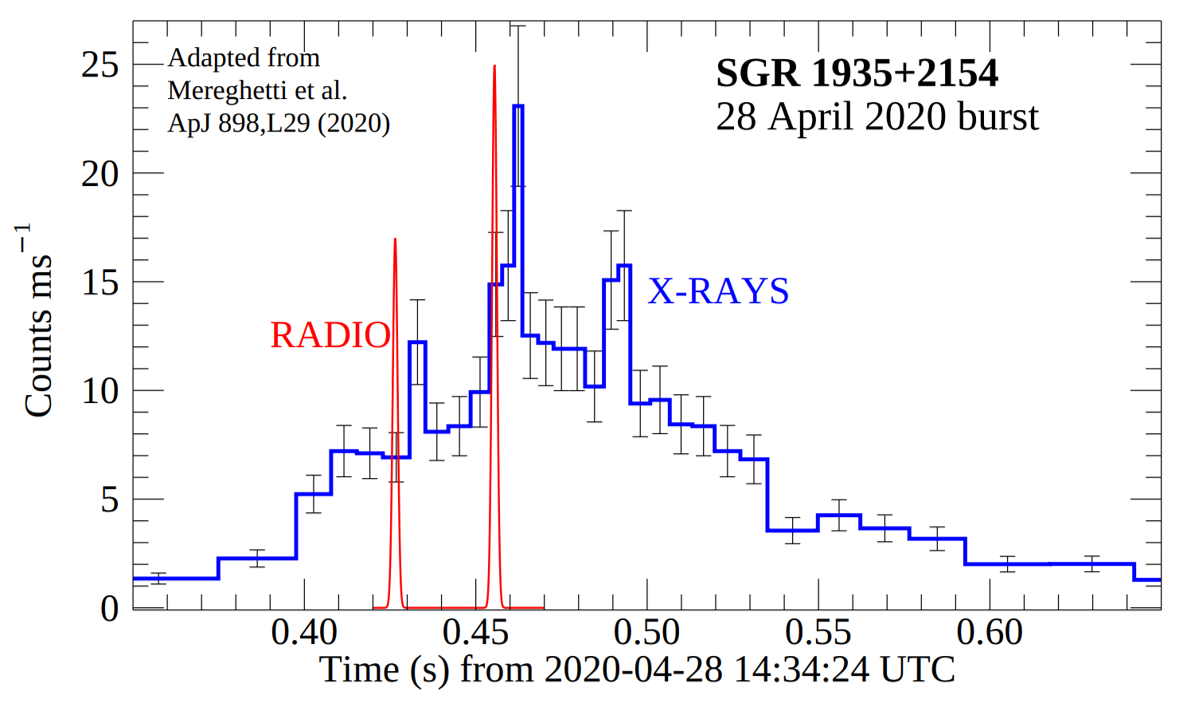 Adapted from
Mereghetti et al.
ApJ 898,L29 (2020)
SGR 1935+2154
28 April 2020 burst
RADIO
X-RAYS
Counts ms⁻¹
25
20
15
10
5
0
0.40 0.45 0.50 0.55 0.60
Time (s) from 2020-04-28 14:34:24 UTC